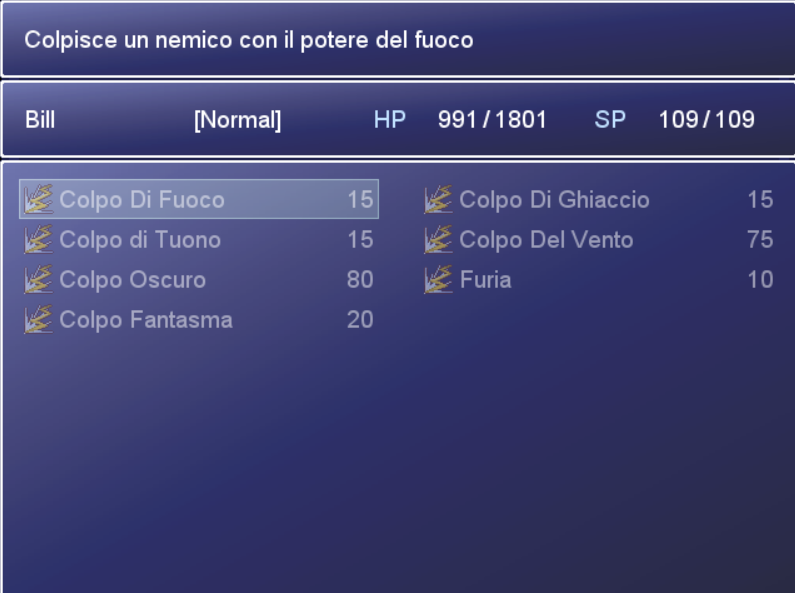 Colpisce un nemico con il potere del fuoco
Bill [Normal] HP 991/1801 SP 109/109
Colpo Di Fuoco 15 Colpo Di Ghiaccio 15
Colpo di Tuono 15 Colpo Del Vento 75
Colpo Oscuro 80 Furia 10
Colpo Fantasma 20